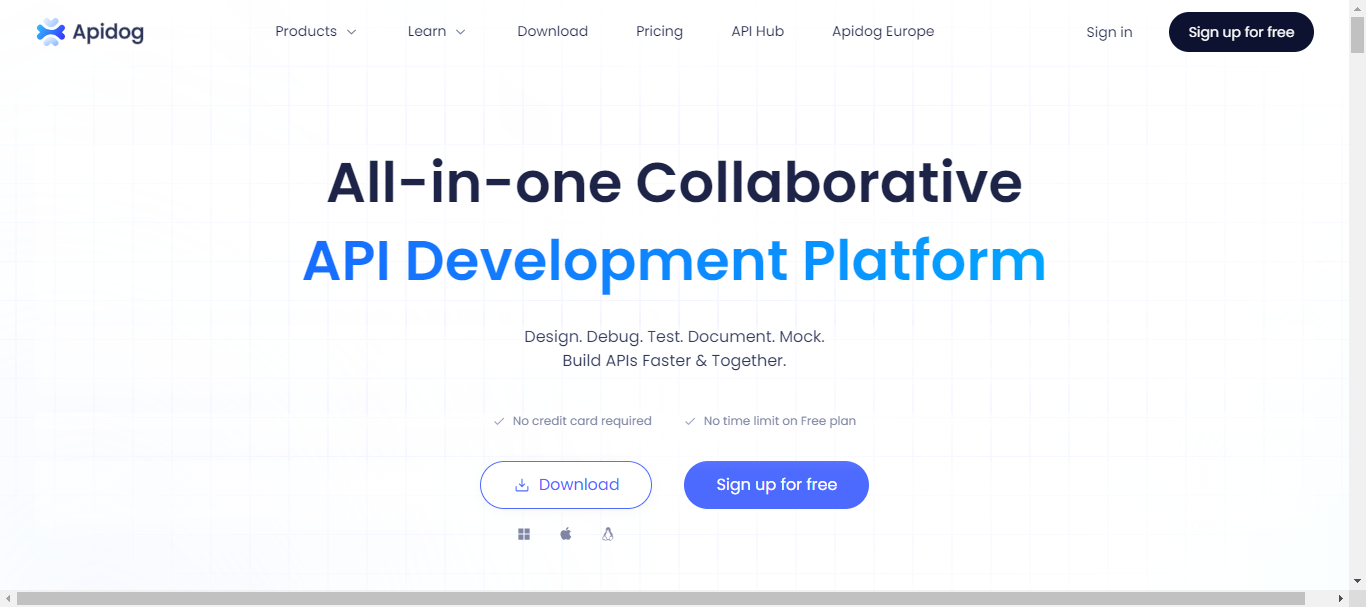 Apidog
Products
Learn
Download
Pricing
API Hub
Apidog Europe
Sign in
Sign up for free
All-in-one Collaborative
API Development Platform
Design. Debug. Test. Document. Mock.
Build APIs Faster & Together.
No credit card required
No time limit on Free plan
Download
Sign up for free